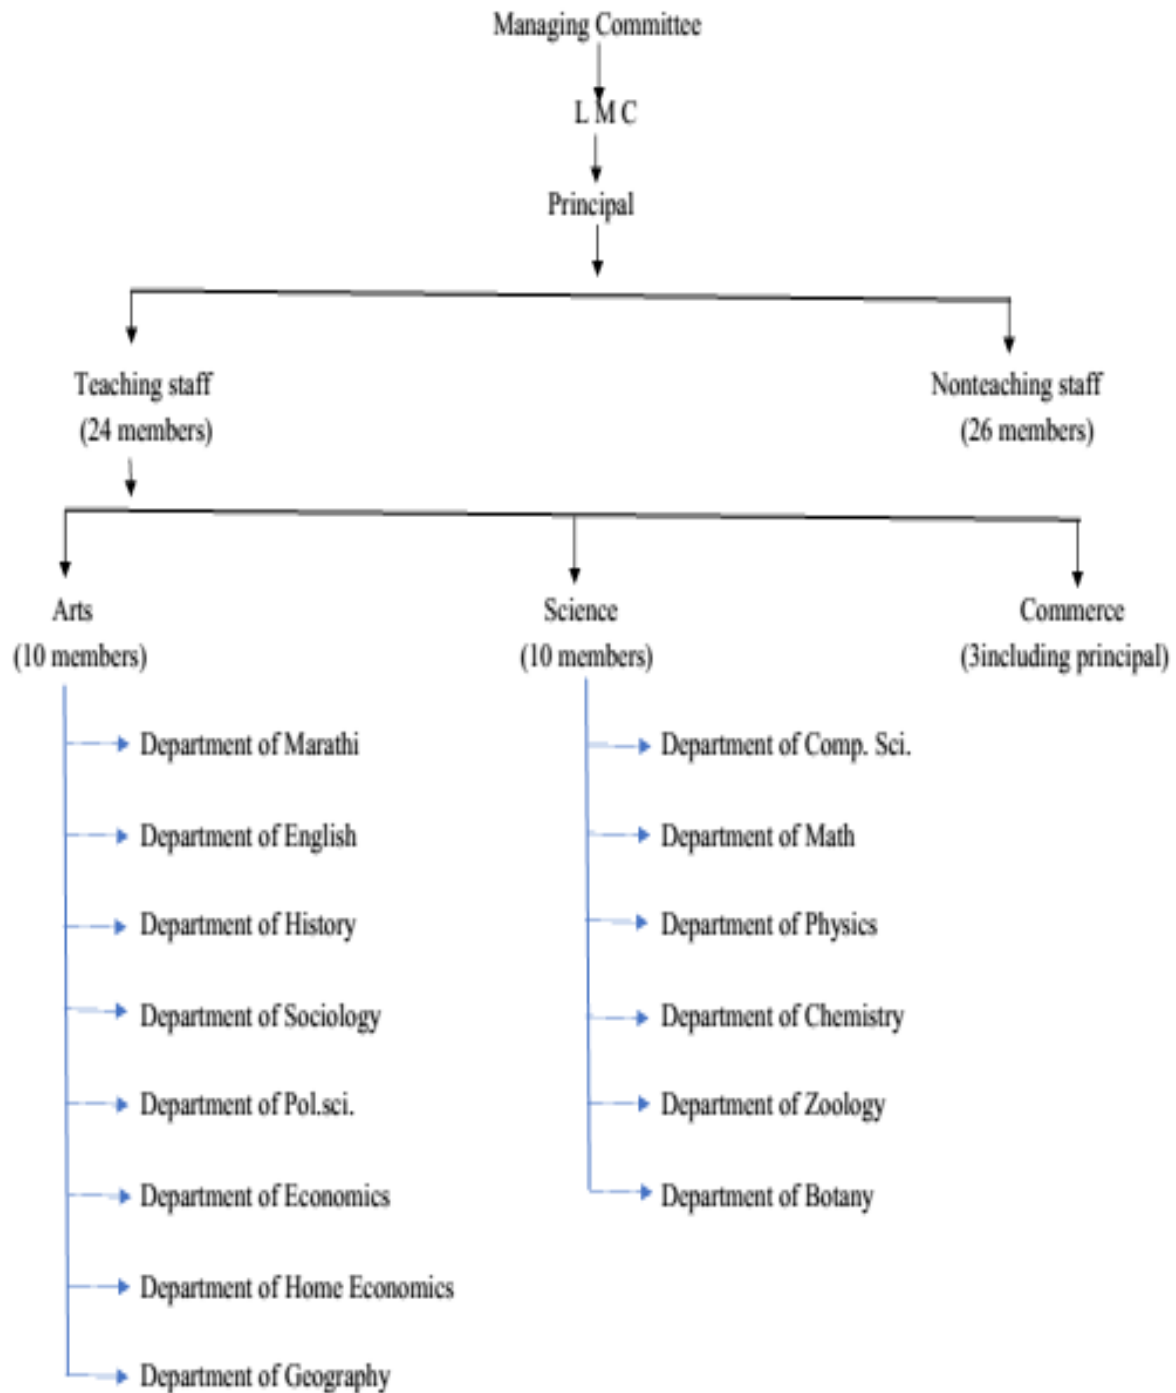 Managing Committee
L M C
Principal
Teaching staff
(24 members)
Nonteaching staff
(26 members)
Arts
(10 members)
Science
(10 members)
Commerce
(3including principal)
Department of Marathi
Department of English
Department of History
Department of Sociology
Department of Pol.sci.
Department of Economics
Department of Home Economics
Department of Geography
Department of Comp. Sci.
Department of Math
Department of Physics
Department of Chemistry
Department of Zoology
Department of Botany